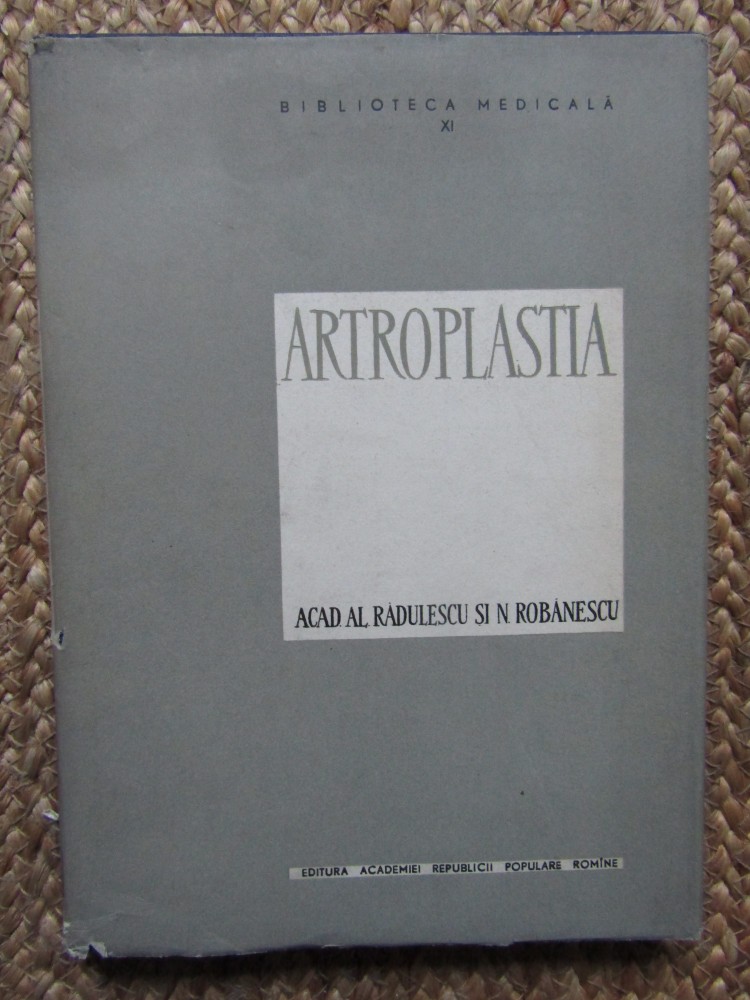 BIBLIOTECA MEDICALĂ
XI
ARTROPLASTIA
ACAD. AL. RĂDULESCU SI N. ROBĂNESCU
EDITURA ACADEMIEI REPUBLICII POPULARE ROMÎNE